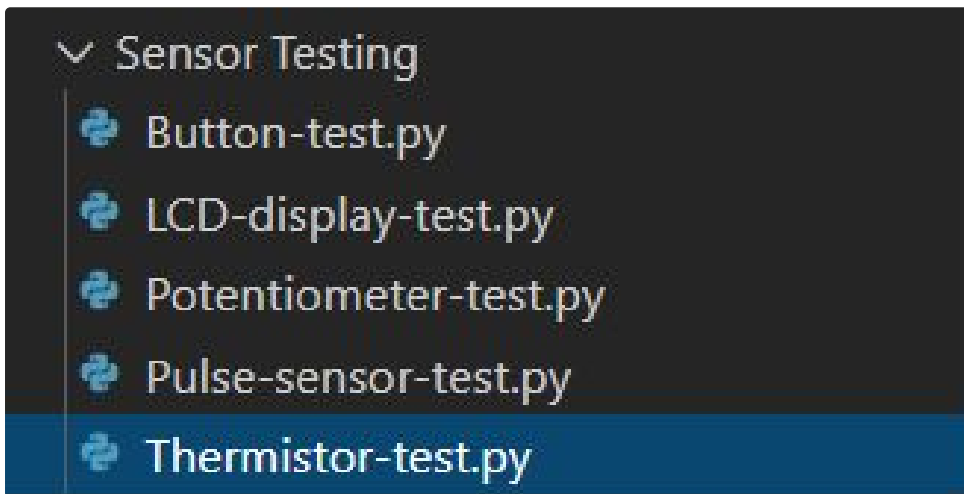 Sensor Testing
Button-test.py
LCD-display-test.py
Potentiometer-test.py
Pulse-sensor-test.py
Thermistor-test.py